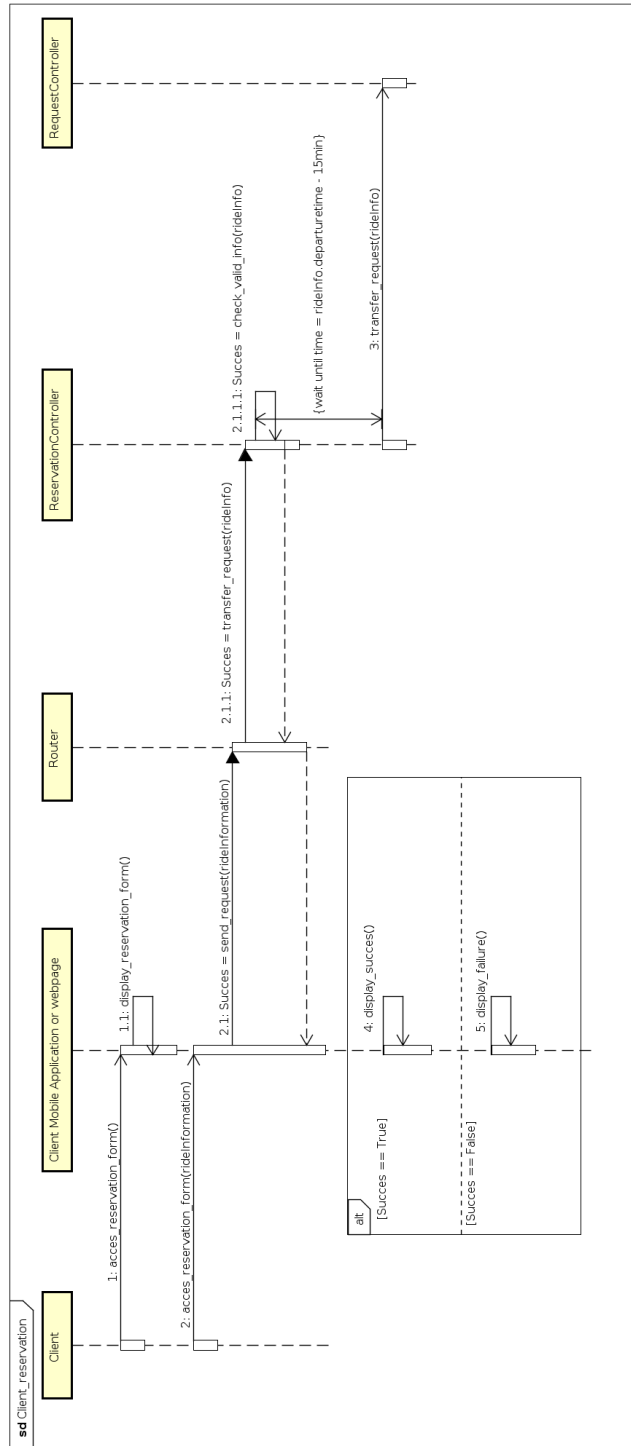 sd Client_reservation
Client
Client Mobile Application or webpage
Router
ReservationController
RequestController
1: acces_reservation_form()
1.1: display_reservation_form()
2: acces_reservation_form(rideInformation)
2.1: Succes = send_request(rideInformation)
2.1.1: Succes = transfer_request(rideInfo)
2.1.1.1: Succes = check_valid_info(rideInfo)
{wait until time = rideInfo.departuretime - 15min}
3: transfer_request(rideInfo)
alt
[Succes == True]
4: display_succes()
[Succes == False]
5: display_failure()